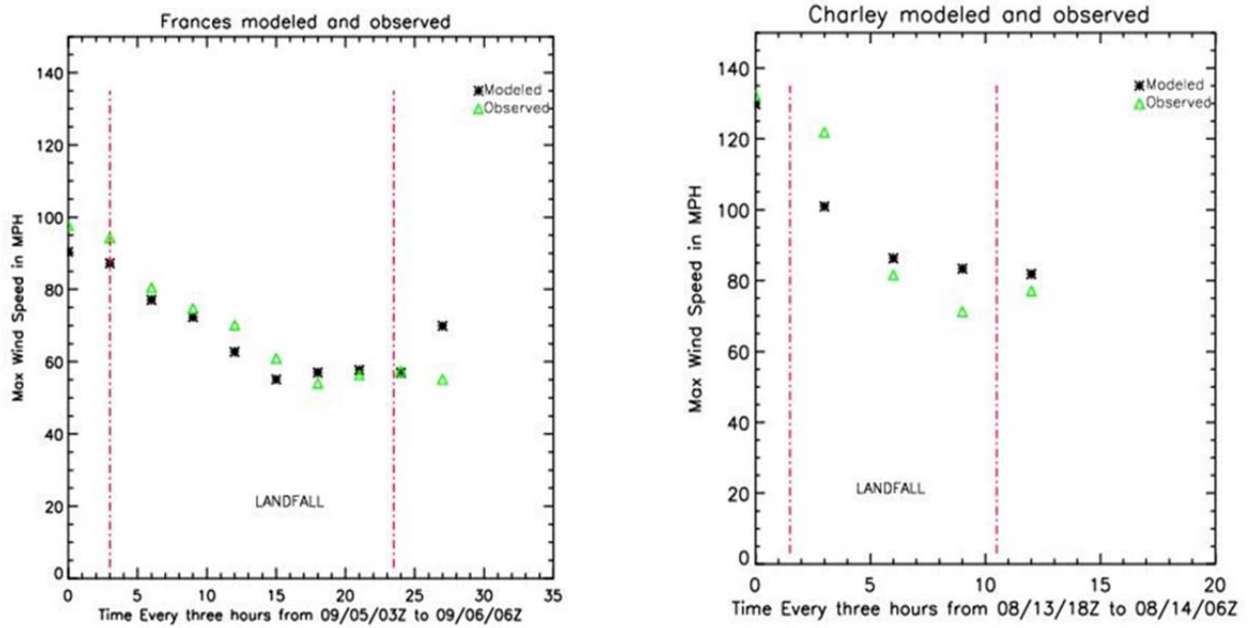 Frances modeled and observed
140
120
100
80
60
40
20
0
Max Wind Speed in MPH
Modeled
Observed
LANDFALL
0 5 10 15 20 25 30 35
Time Every three hours from 09/05/03Z to 09/06/06Z
Charley modeled and observed
140
120
100
80
60
40
20
0
Max Wind Speed in MPH
Modeled
Observed
LANDFALL
0 5 10 15 20
Time Every three hours from 08/13/18Z to 08/14/06Z